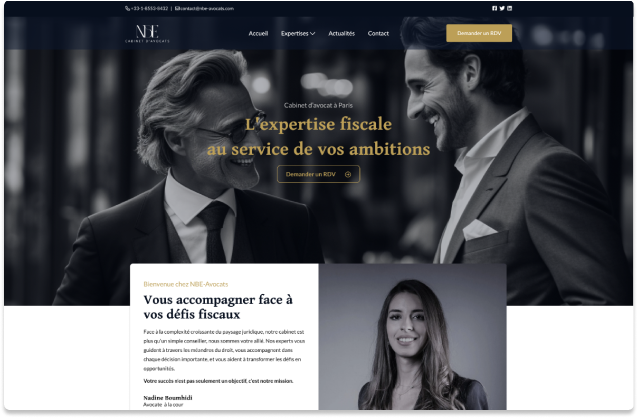 +33-1-8553-8432 | contact@nbe-avocats.com
NBE
CABINET D'AVOCATS
Accueil
Expertises
Actualités
Contact
Demander un RDV
Cabinet d'avocat à Paris
L'expertise fiscale
au service de vos ambitions
Demander un RDV
Bienvenue chez NBE-Avocats
Vous accompagner face à
vos défis fiscaux
Face à la complexité croissante du paysage juridique, notre cabinet est
plus qu'un simple conseiller, nous sommes votre allié. Nos experts vous
guident à travers les méandres du droit, vous accompagnent dans
chaque décision importante, et vous aident à transformer les défis en
opportunités.
Votre succès n'est pas seulement un objectif, c'est notre mission.
Nadine Boumhidi
Avocate à la cour